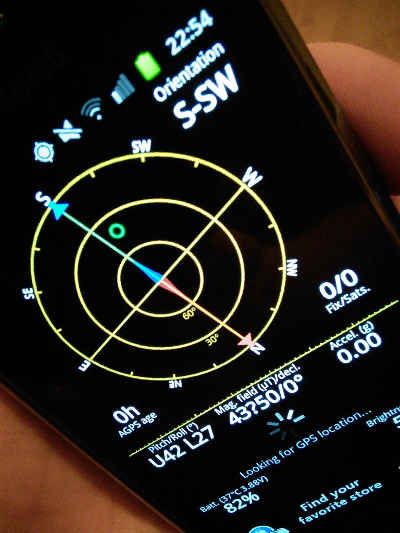 22:54
Orientation
S-SW
SW
S
W
SE
NW
60°
30°
E
N
NE
0/0
Fix/Sats.
0h
AGPS age
Pitch/Roll (°)
U42 L27
Mag. field (uT)/decl.
43?50/0°
Accel. (g)
0.00
Looking for GPS location...
Batt. (37°C 3.88V)
82%
Find your
favorite store